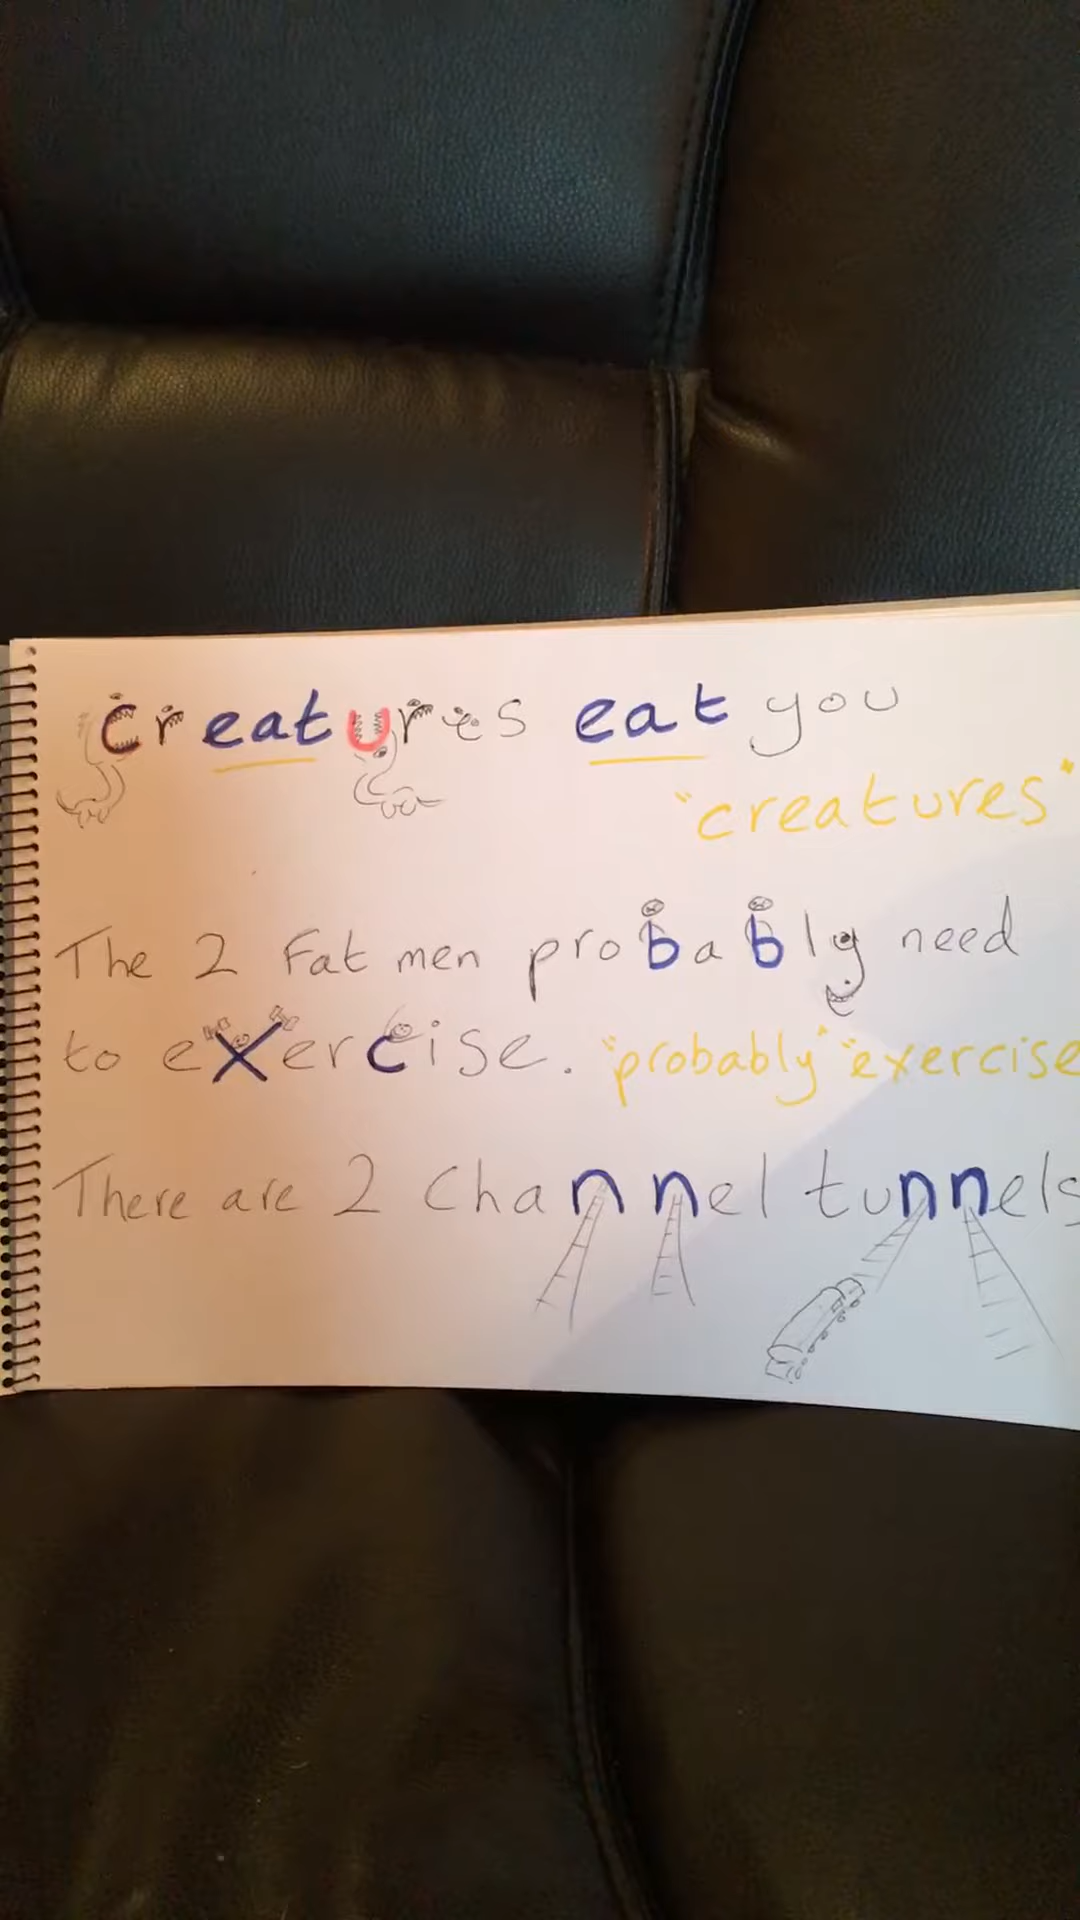 Creatures eat you
"creatures"
The 2 Fat men probably need
to exercise. "probably" "exercise
There are 2 Channel tunnels